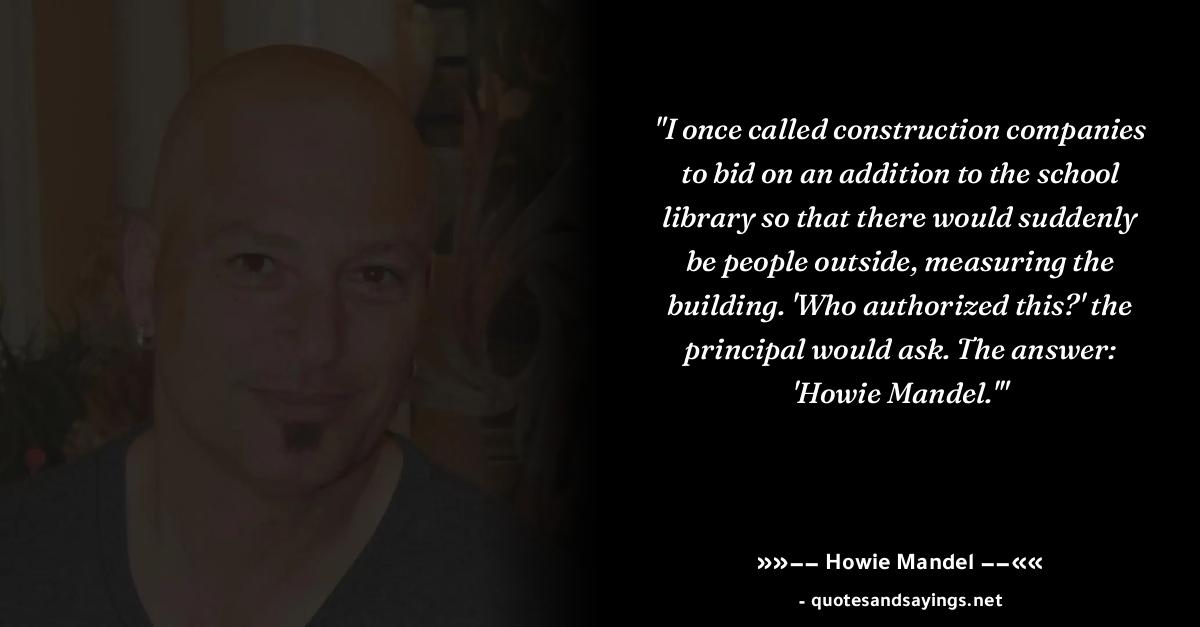 "I once called construction companies
to bid on an addition to the school
library so that there would suddenly
be people outside, measuring the
building. 'Who authorized this?' the
principal would ask. The answer:
'Howie Mandel.'"
»»–– Howie Mandel ––««
- quotesandsayings.net